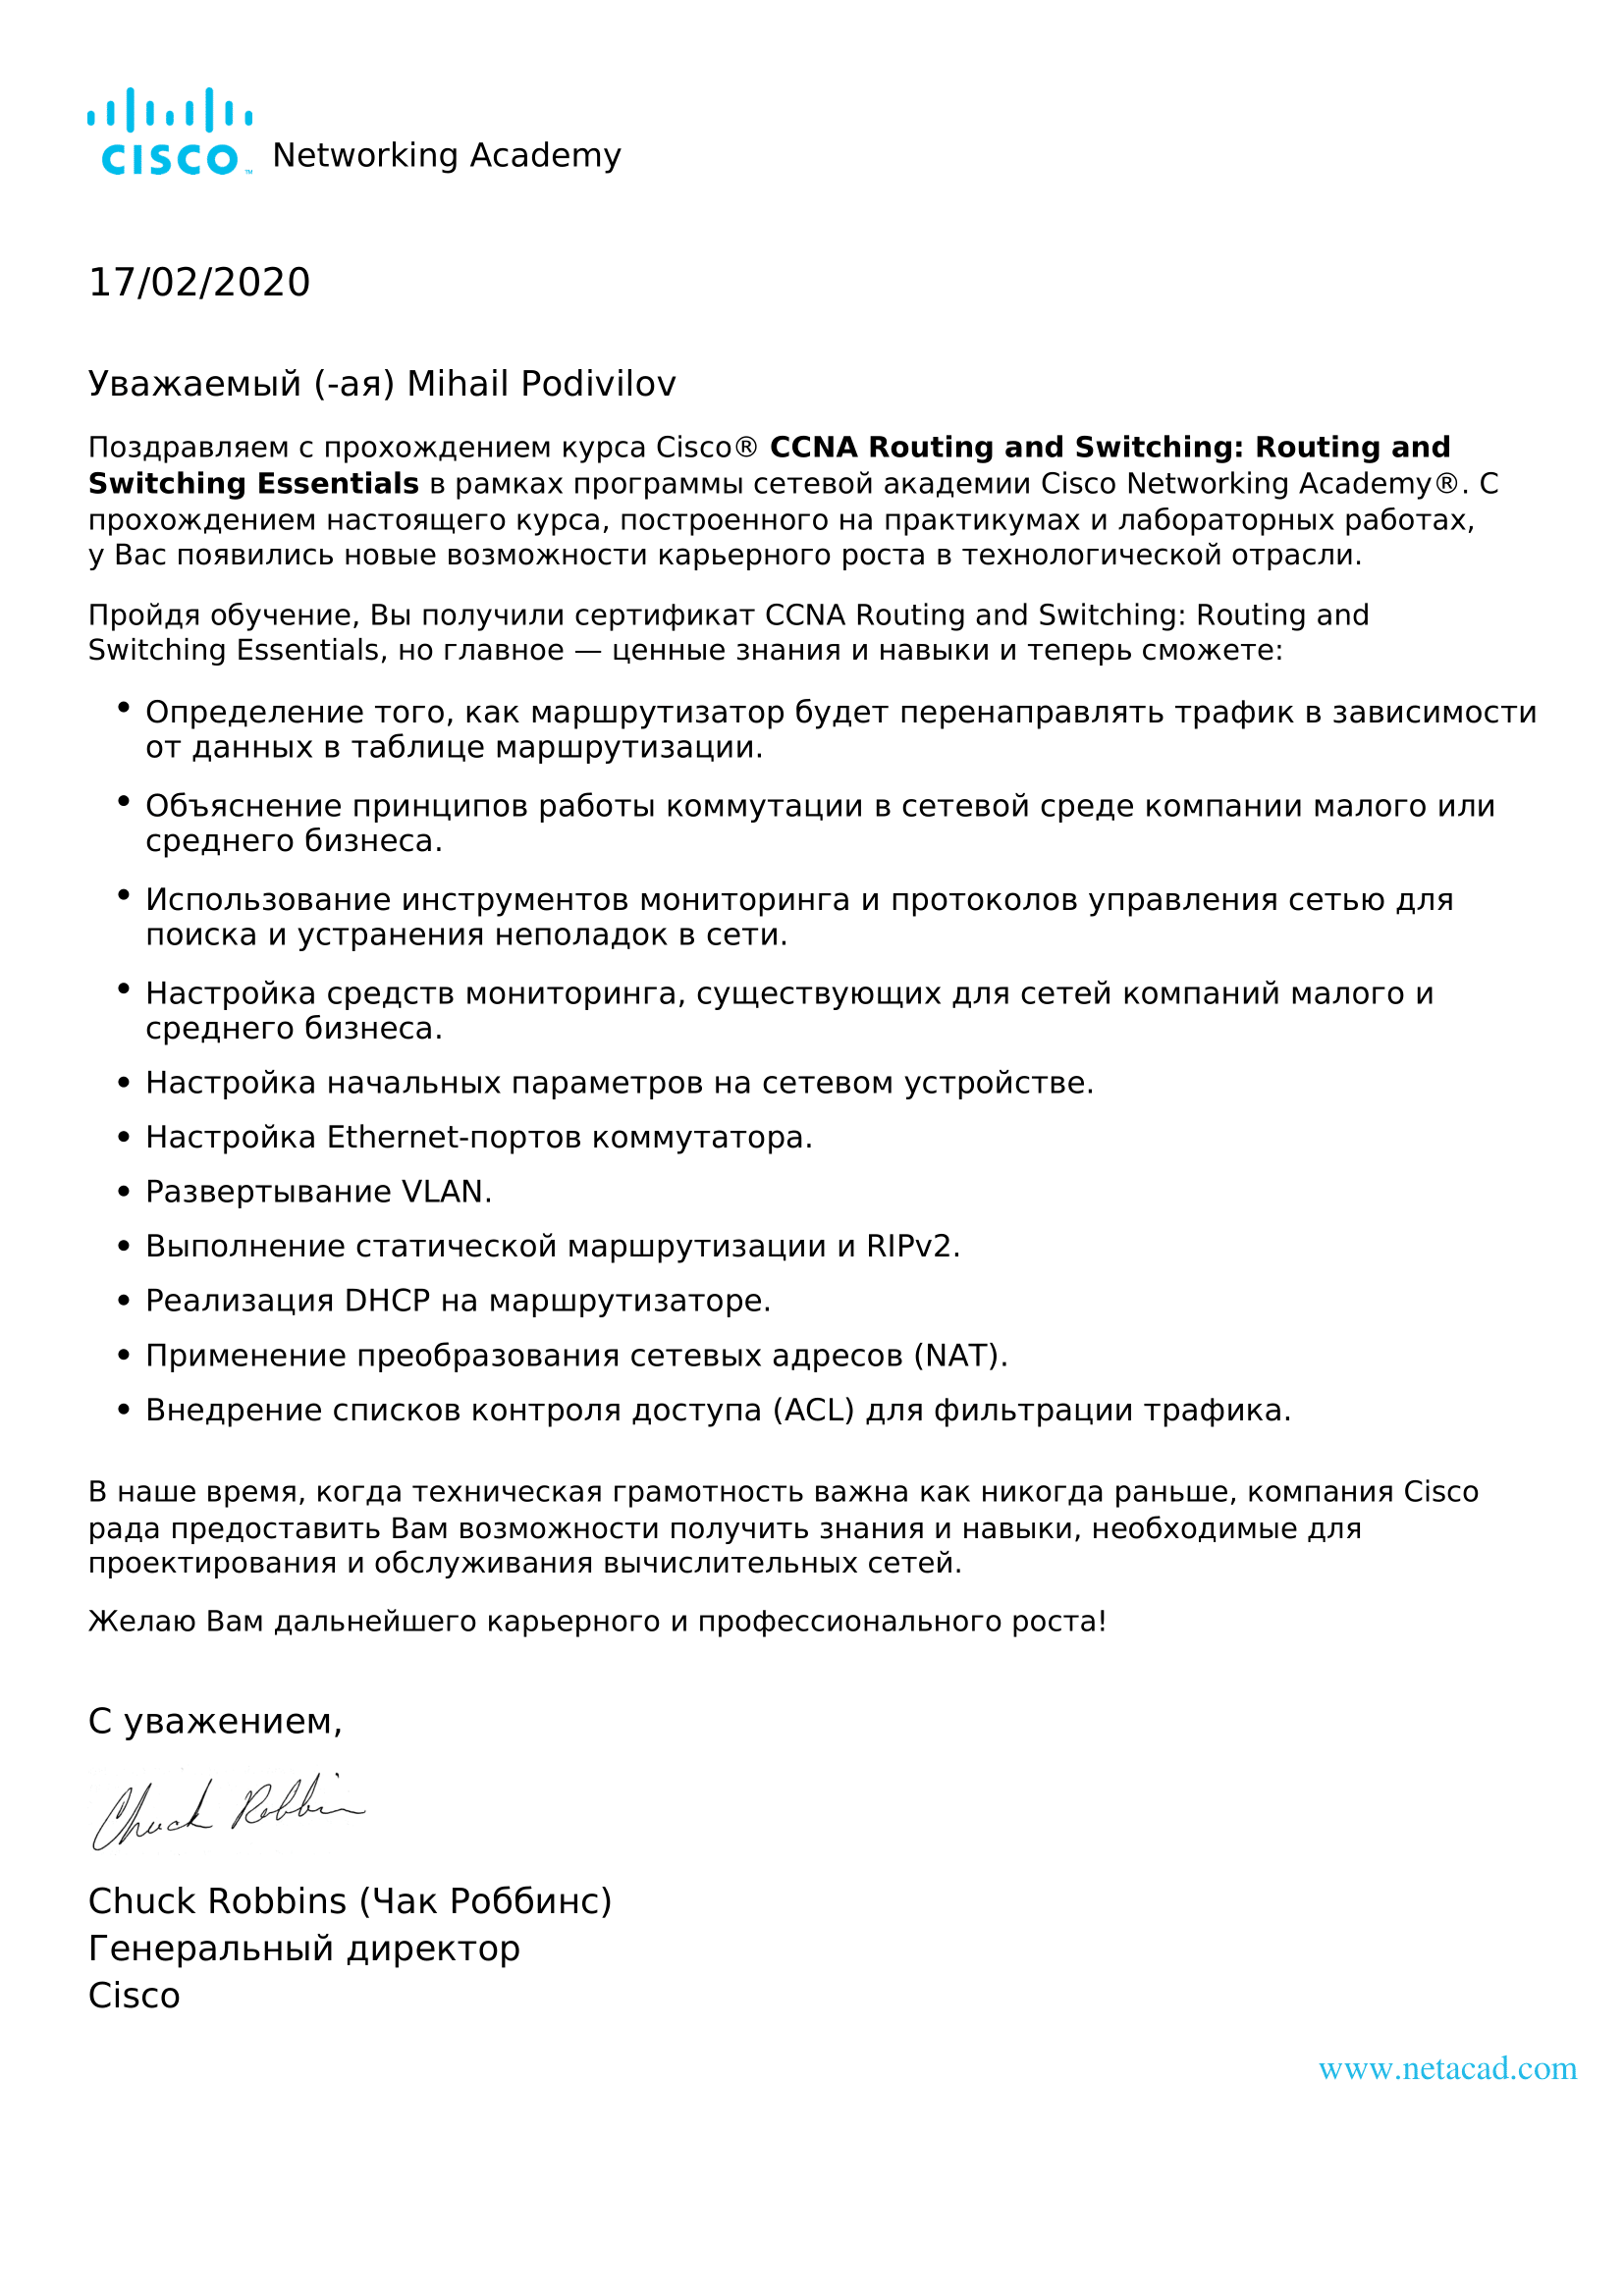 CISCO™ Networking Academy
17/02/2020
Уважаемый (-ая) Mihail Podivilov
Поздравляем с прохождением курса Cisco® CCNA Routing and Switching: Routing and
Switching Essentials в рамках программы сетевой академии Cisco Networking Academy®. С
прохождением настоящего курса, построенного на практикумах и лабораторных работах,
у Вас появились новые возможности карьерного роста в технологической отрасли.
Пройдя обучение, Вы получили сертификат CCNA Routing and Switching: Routing and
Switching Essentials, но главное — ценные знания и навыки и теперь сможете:
• Определение того, как маршрутизатор будет перенаправлять трафик в зависимости
от данных в таблице маршрутизации.
• Объяснение принципов работы коммутации в сетевой среде компании малого или
среднего бизнеса.
• Использование инструментов мониторинга и протоколов управления сетью для
поиска и устранения неполадок в сети.
• Настройка средств мониторинга, существующих для сетей компаний малого и
среднего бизнеса.
• Настройка начальных параметров на сетевом устройстве.
• Настройка Ethernet-портов коммутатора.
• Развертывание VLAN.
• Выполнение статической маршрутизации и RIPv2.
• Реализация DHCP на маршрутизаторе.
• Применение преобразования сетевых адресов (NAT).
• Внедрение списков контроля доступа (ACL) для фильтрации трафика.
В наше время, когда техническая грамотность важна как никогда раньше, компания Cisco
рада предоставить Вам возможности получить знания и навыки, необходимые для
проектирования и обслуживания вычислительных сетей.
Желаю Вам дальнейшего карьерного и профессионального роста!
С уважением,
Chuck Robbins
Chuck Robbins (Чак Роббинс)
Генеральный директор
Cisco
www.netacad.com